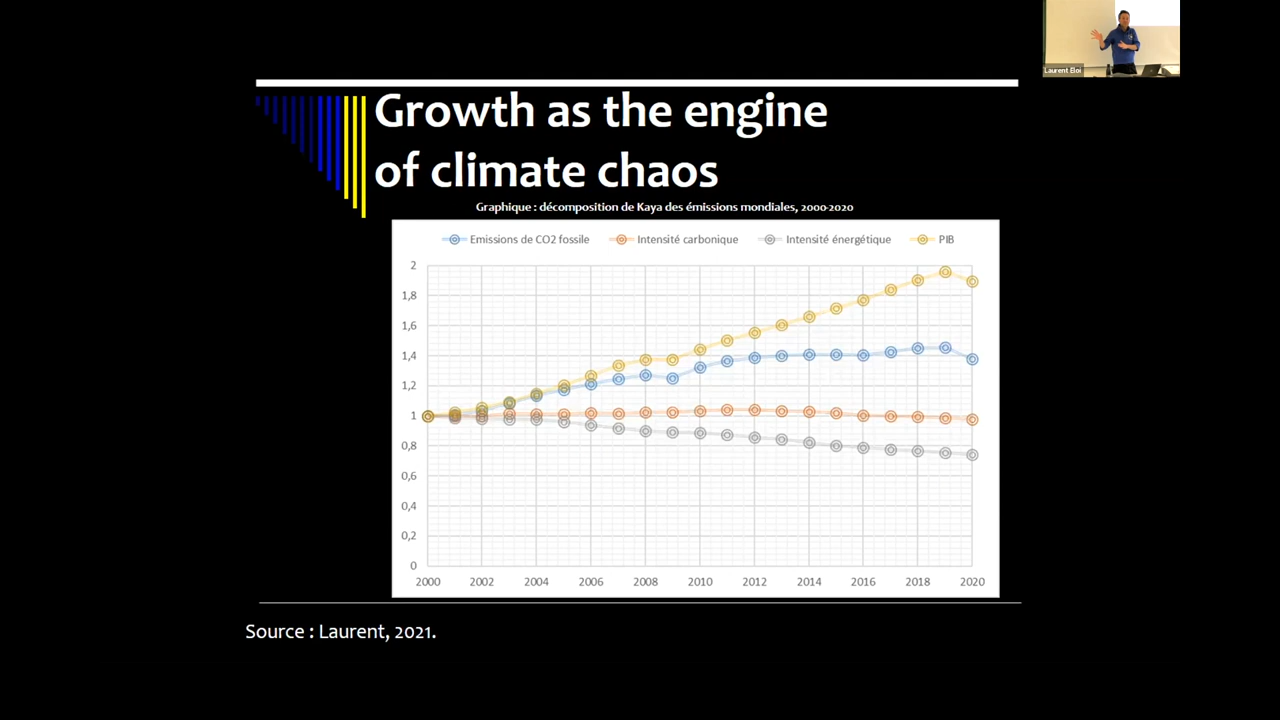 Laurent Eloi
Growth as the engine
of climate chaos
Graphique : décomposition de Kaya des émissions mondiales, 2000-2020
Emissions de CO2 fossile Intensité carbonique Intensité énergétique PIB
2
1,8
1,6
1,4
1,2
1
0,8
0,6
0,4
0,2
0
2000 2002 2004 2006 2008 2010 2012 2014 2016 2018 2020
Source : Laurent, 2021.